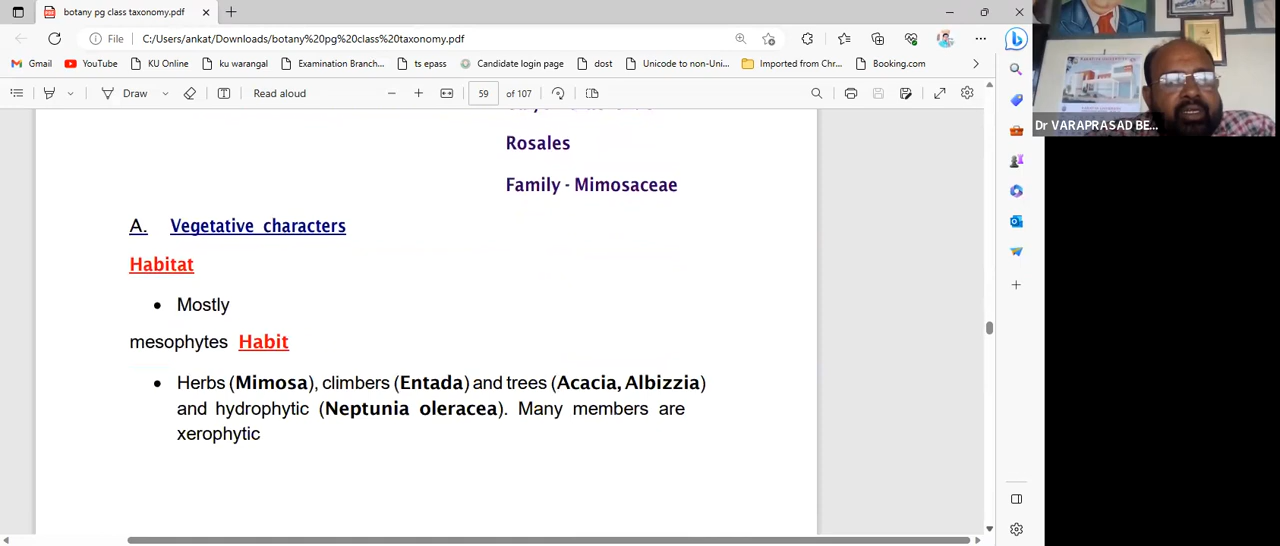 botany pg class taxonomy.pdf
File C:/Users/ankat/Downloads/botany%20pg%20class%20taxonomy.pdf
Gmail YouTube KU Online ku warangal Examination Branch... ts epass Candidate login page dost Unicode to non-Uni... Imported from Chr... Booking.com
Draw Read aloud 59 of 107
Dr VARAPRASAD BE...
Rosales
Family - Mimosaceae
A. Vegetative characters
Habitat
• Mostly
mesophytes Habit
• Herbs (Mimosa), climbers (Entada) and trees (Acacia, Albizzia)
and hydrophytic (Neptunia oleracea). Many members are
xerophytic